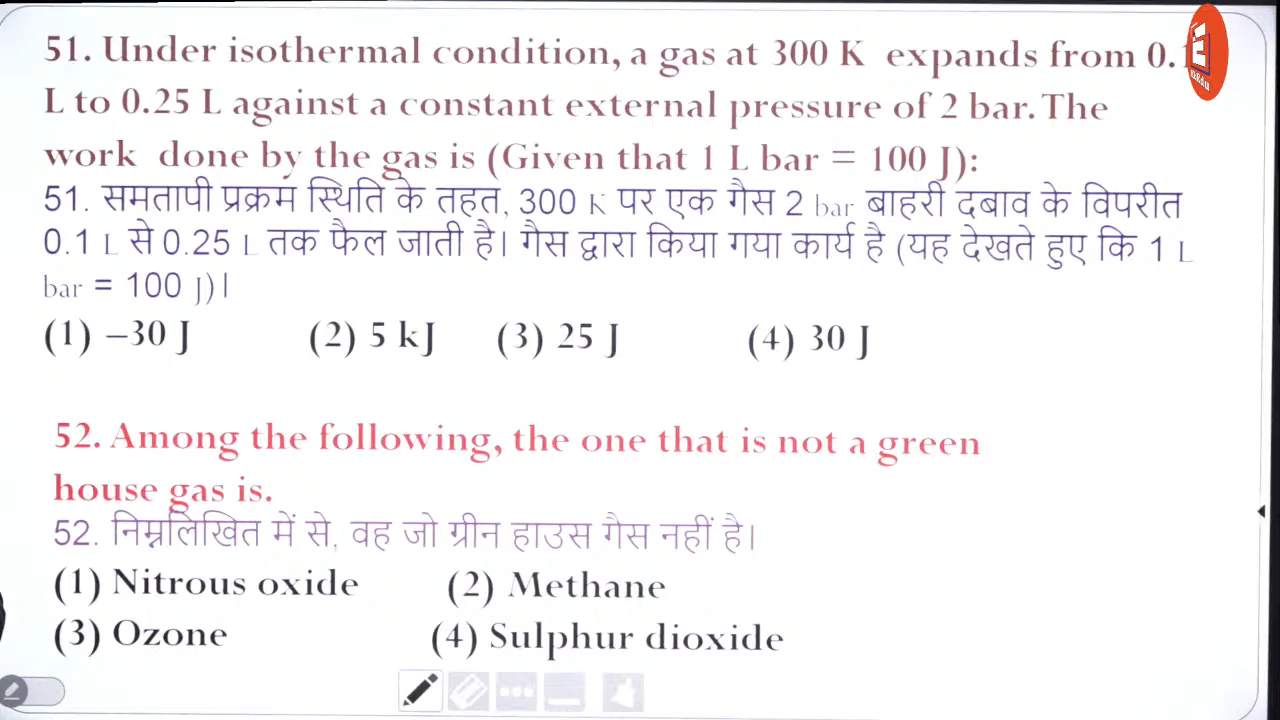 51. Under isothermal condition, a gas at 300 K expands from 0.1
L to 0.25 L against a constant external pressure of 2 bar. The
work done by the gas is (Given that 1 L bar = 100 J):
51. समतापी प्रक्रम स्थिति के तहत, 300 K पर एक गैस 2 bar बाहरी दबाव के विपरीत
0.1 L से 0.25 L तक फैल जाती है। गैस द्वारा किया गया कार्य है (यह देखते हुए कि 1 L
bar = 100 J)।
(1) –30 J (2) 5 kJ (3) 25 J (4) 30 J
52. Among the following, the one that is not a green
house gas is.
52. निम्नलिखित में से, वह जो ग्रीन हाउस गैस नहीं है।
(1) Nitrous oxide (2) Methane
(3) Ozone (4) Sulphur dioxide